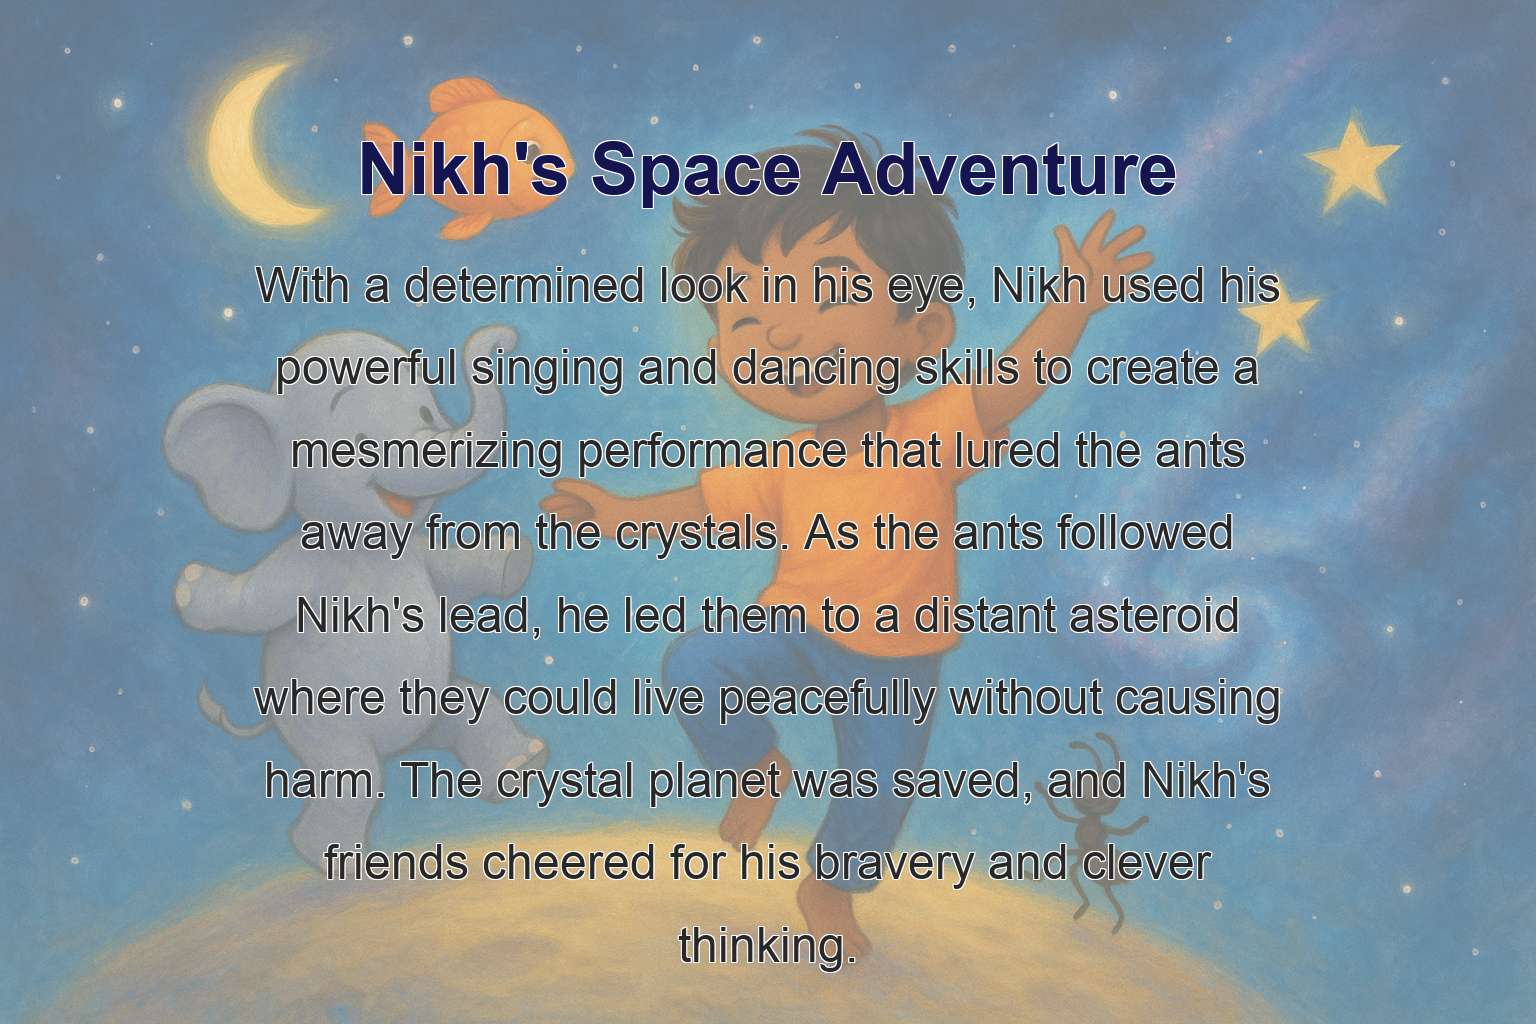 Nikh's Space Adventure
With a determined look in his eye, Nikh used his
powerful singing and dancing skills to create a
mesmerizing performance that lured the ants
away from the crystals. As the ants followed
Nikh's lead, he led them to a distant asteroid
where they could live peacefully without causing
harm. The crystal planet was saved, and Nikh's
friends cheered for his bravery and clever
thinking.